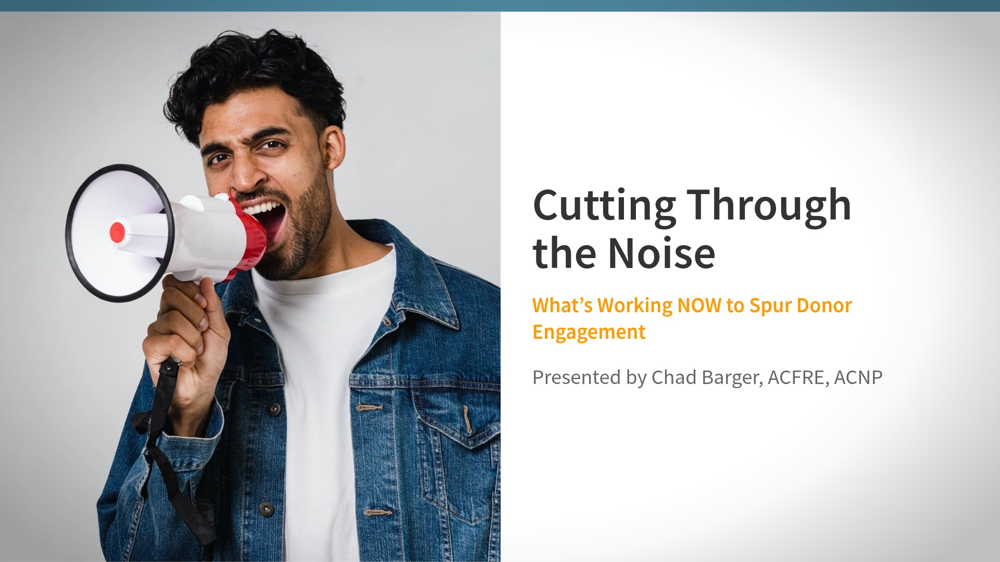 Cutting Through
the Noise
What’s Working NOW to Spur Donor
Engagement
Presented by Chad Barger, ACFRE, ACNP